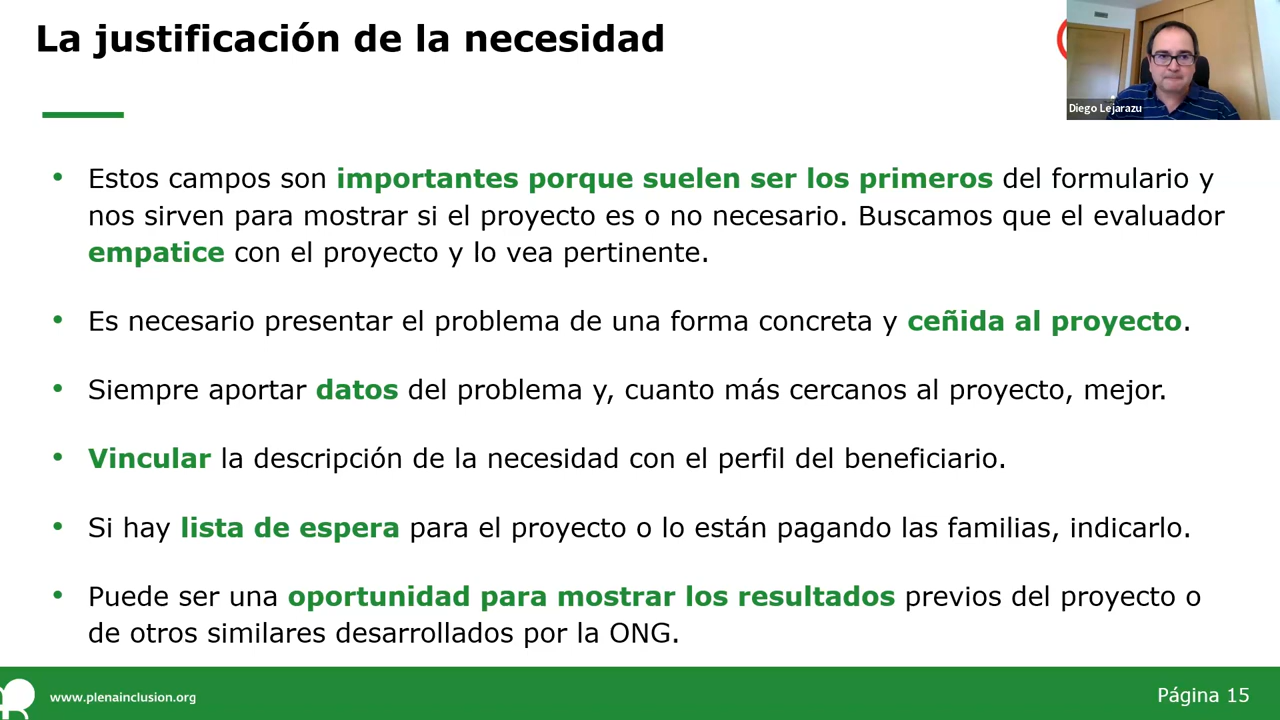 La justificación de la necesidad
Diego Lejarazu
• Estos campos son importantes porque suelen ser los primeros del formulario y
nos sirven para mostrar si el proyecto es o no necesario. Buscamos que el evaluador
empatice con el proyecto y lo vea pertinente.
• Es necesario presentar el problema de una forma concreta y ceñida al proyecto.
• Siempre aportar datos del problema y, cuanto más cercanos al proyecto, mejor.
• Vincular la descripción de la necesidad con el perfil del beneficiario.
• Si hay lista de espera para el proyecto o lo están pagando las familias, indicarlo.
• Puede ser una oportunidad para mostrar los resultados previos del proyecto o
de otros similares desarrollados por la ONG.
www.plenainclusion.org
Página 15